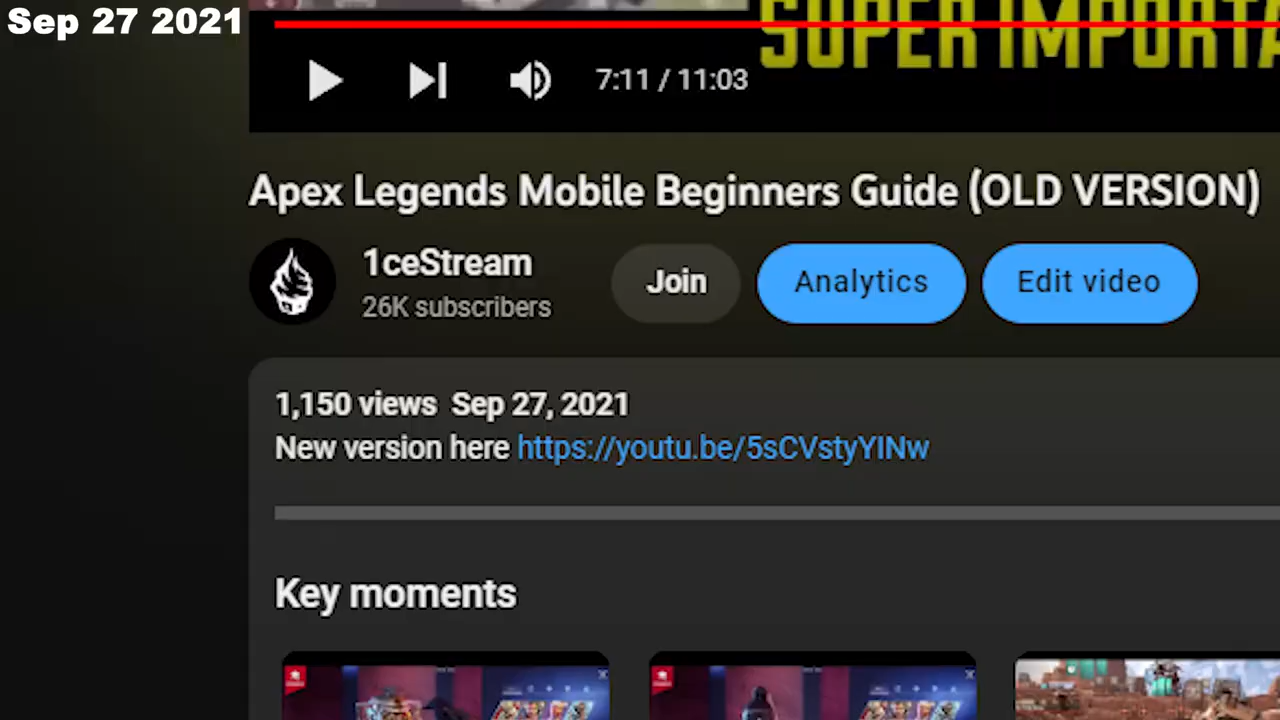 Sep 27 2021
SUPER IMPORTA
7:11 / 11:03
Apex Legends Mobile Beginners Guide (OLD VERSION)
1ceStream
26K subscribers
Join
Analytics
Edit video
1,150 views Sep 27, 2021
New version here https://youtu.be/5sCVstyYINw
Key moments